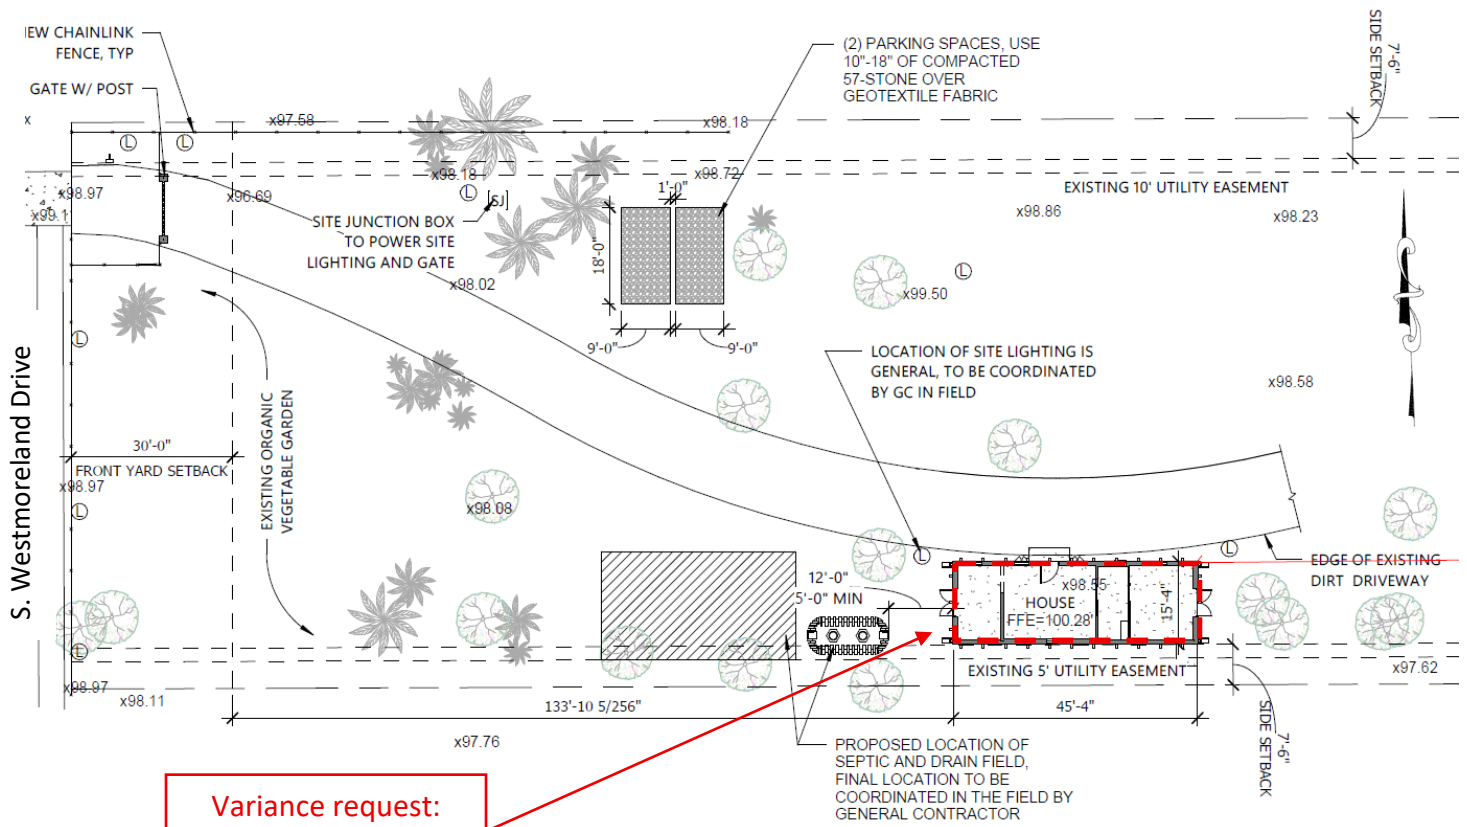 IEW CHAINLINK
FENCE, TYP
GATE W/ POST
x
x97.58
x98.18
(2) PARKING SPACES, USE
10"-18" OF COMPACTED
57-STONE OVER
GEOTEXTILE FABRIC
SIDE SETBACK
7'-6"
x98.97
x99.1
x96.69
x98.18
x98.72
EXISTING 10' UTILITY EASEMENT
1'-0"
[SJ]
SITE JUNCTION BOX
TO POWER SITE
LIGHTING AND GATE
18'-0"
9'-0"
9'-0"
x98.86
x98.23
x98.02
x99.50
L
L
L
L
L
L
L
L
L
LOCATION OF SITE LIGHTING IS
GENERAL, TO BE COORDINATED
BY GC IN FIELD
x98.58
S. Westmoreland Drive
30'-0"
FRONT YARD SETBACK
EXISTING ORGANIC
VEGETABLE GARDEN
x98.97
x98.08
12'-0"
5'-0" MIN
x98.55
HOUSE
FFE=100.28'
15'-4"
EDGE OF EXISTING
DIRT DRIVEWAY
x98.97
x98.11
EXISTING 5' UTILITY EASEMENT
x97.62
133'-10 5/256"
45'-4"
SIDE SETBACK
7'-6"
x97.76
PROPOSED LOCATION OF
SEPTIC AND DRAIN FIELD,
FINAL LOCATION TO BE
COORDINATED IN THE FIELD BY
GENERAL CONTRACTOR
Variance request: